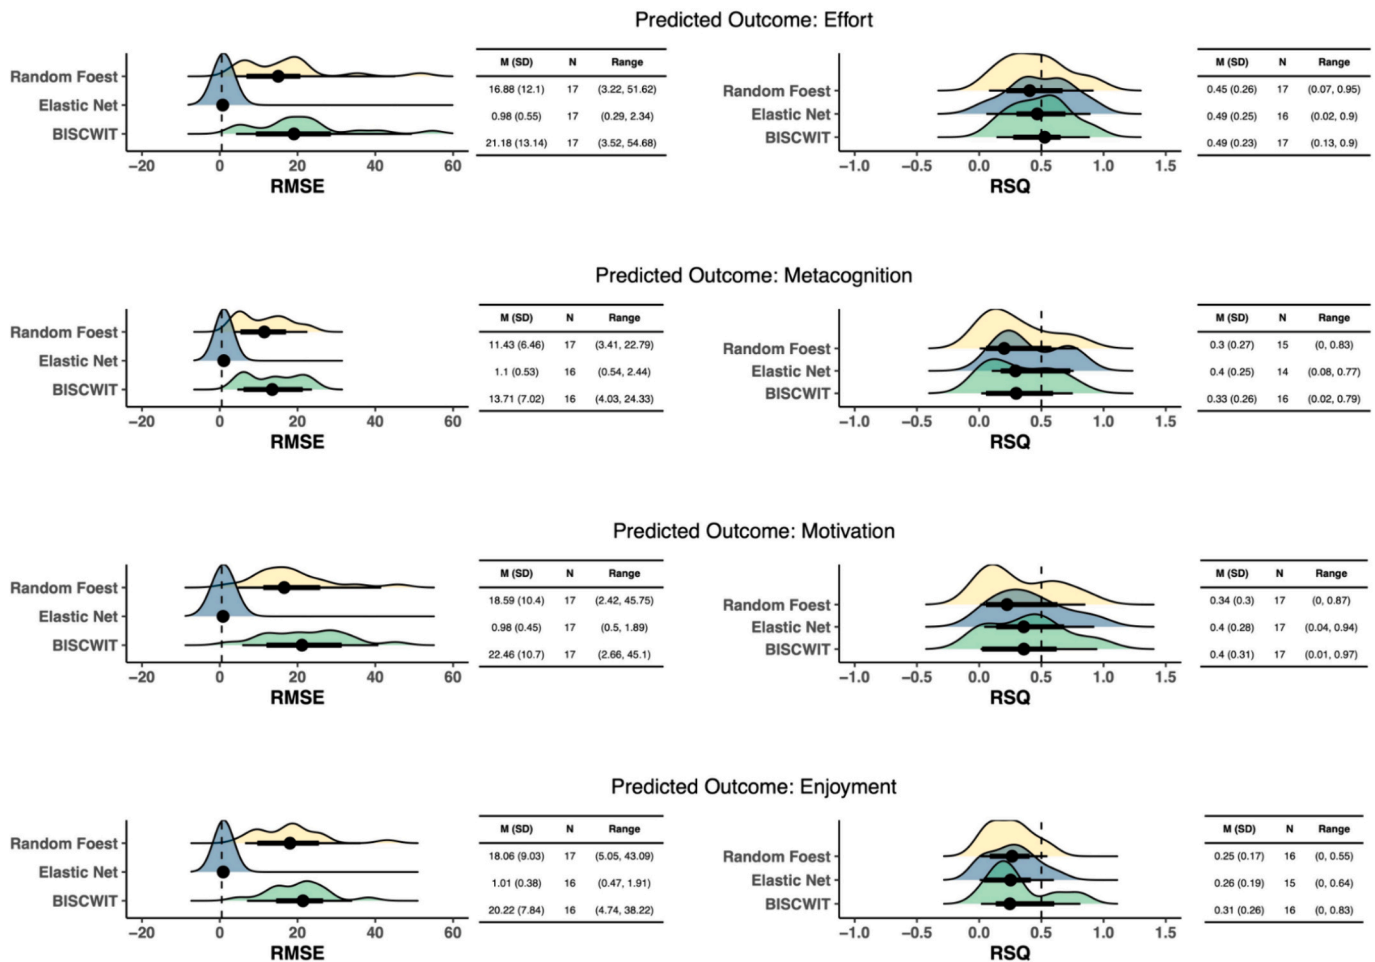 Predicted Outcome: Effort
Random Foest
Elastic Net
BISCWIT
−20 0 20 40 60
RMSE
M (SD) N Range
16.88 (12.1) 17 (3.22, 51.62)
0.98 (0.55) 17 (0.29, 2.34)
21.18 (13.14) 17 (3.52, 54.68)
Random Foest
Elastic Net
BISCWIT
−1.0 −0.5 0.0 0.5 1.0 1.5
RSQ
M (SD) N Range
0.45 (0.26) 17 (0.07, 0.95)
0.49 (0.25) 16 (0.02, 0.9)
0.49 (0.23) 17 (0.13, 0.9)
Predicted Outcome: Metacognition
Random Foest
Elastic Net
BISCWIT
−20 0 20 40 60
RMSE
M (SD) N Range
11.43 (6.46) 17 (3.41, 22.79)
1.1 (0.53) 16 (0.54, 2.44)
13.71 (7.02) 16 (4.03, 24.33)
Random Foest
Elastic Net
BISCWIT
−1.0 −0.5 0.0 0.5 1.0 1.5
RSQ
M (SD) N Range
0.3 (0.27) 15 (0, 0.83)
0.4 (0.25) 14 (0.08, 0.77)
0.33 (0.26) 16 (0.02, 0.79)
Predicted Outcome: Motivation
Random Foest
Elastic Net
BISCWIT
−20 0 20 40 60
RMSE
M (SD) N Range
18.59 (10.4) 17 (2.42, 45.75)
0.98 (0.45) 17 (0.5, 1.89)
22.46 (10.7) 17 (2.66, 45.1)
Random Foest
Elastic Net
BISCWIT
−1.0 −0.5 0.0 0.5 1.0 1.5
RSQ
M (SD) N Range
0.34 (0.3) 17 (0, 0.87)
0.4 (0.28) 17 (0.04, 0.94)
0.4 (0.31) 17 (0.01, 0.97)
Predicted Outcome: Enjoyment
Random Foest
Elastic Net
BISCWIT
−20 0 20 40 60
RMSE
M (SD) N Range
18.06 (9.03) 17 (5.05, 43.09)
1.01 (0.38) 16 (0.47, 1.91)
20.22 (7.84) 16 (4.74, 38.22)
Random Foest
Elastic Net
BISCWIT
−1.0 −0.5 0.0 0.5 1.0 1.5
RSQ
M (SD) N Range
0.25 (0.17) 16 (0, 0.55)
0.26 (0.19) 15 (0, 0.64)
0.31 (0.26) 16 (0, 0.83)